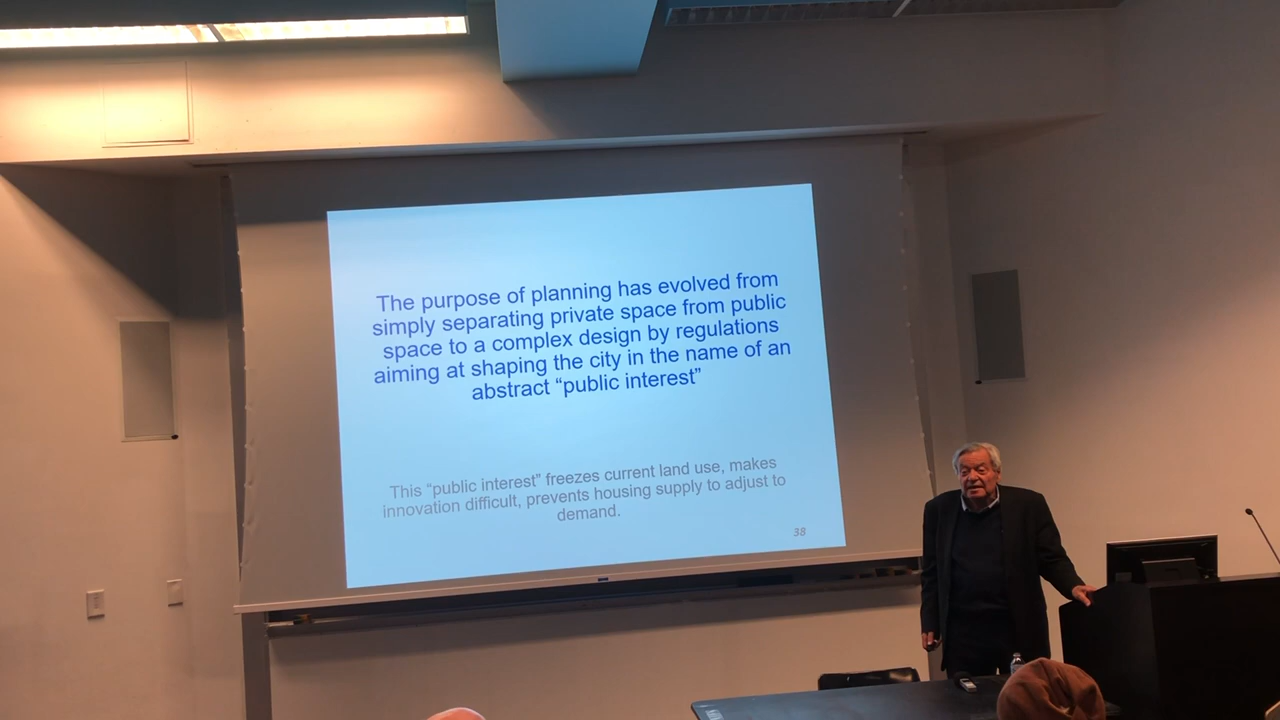 The purpose of planning has evolved from
simply separating private space from public
space to a complex design by regulations
aiming at shaping the city in the name of an
abstract “public interest”
This “public interest” freezes current land use, makes
innovation difficult, prevents housing supply to adjust to
demand.
38